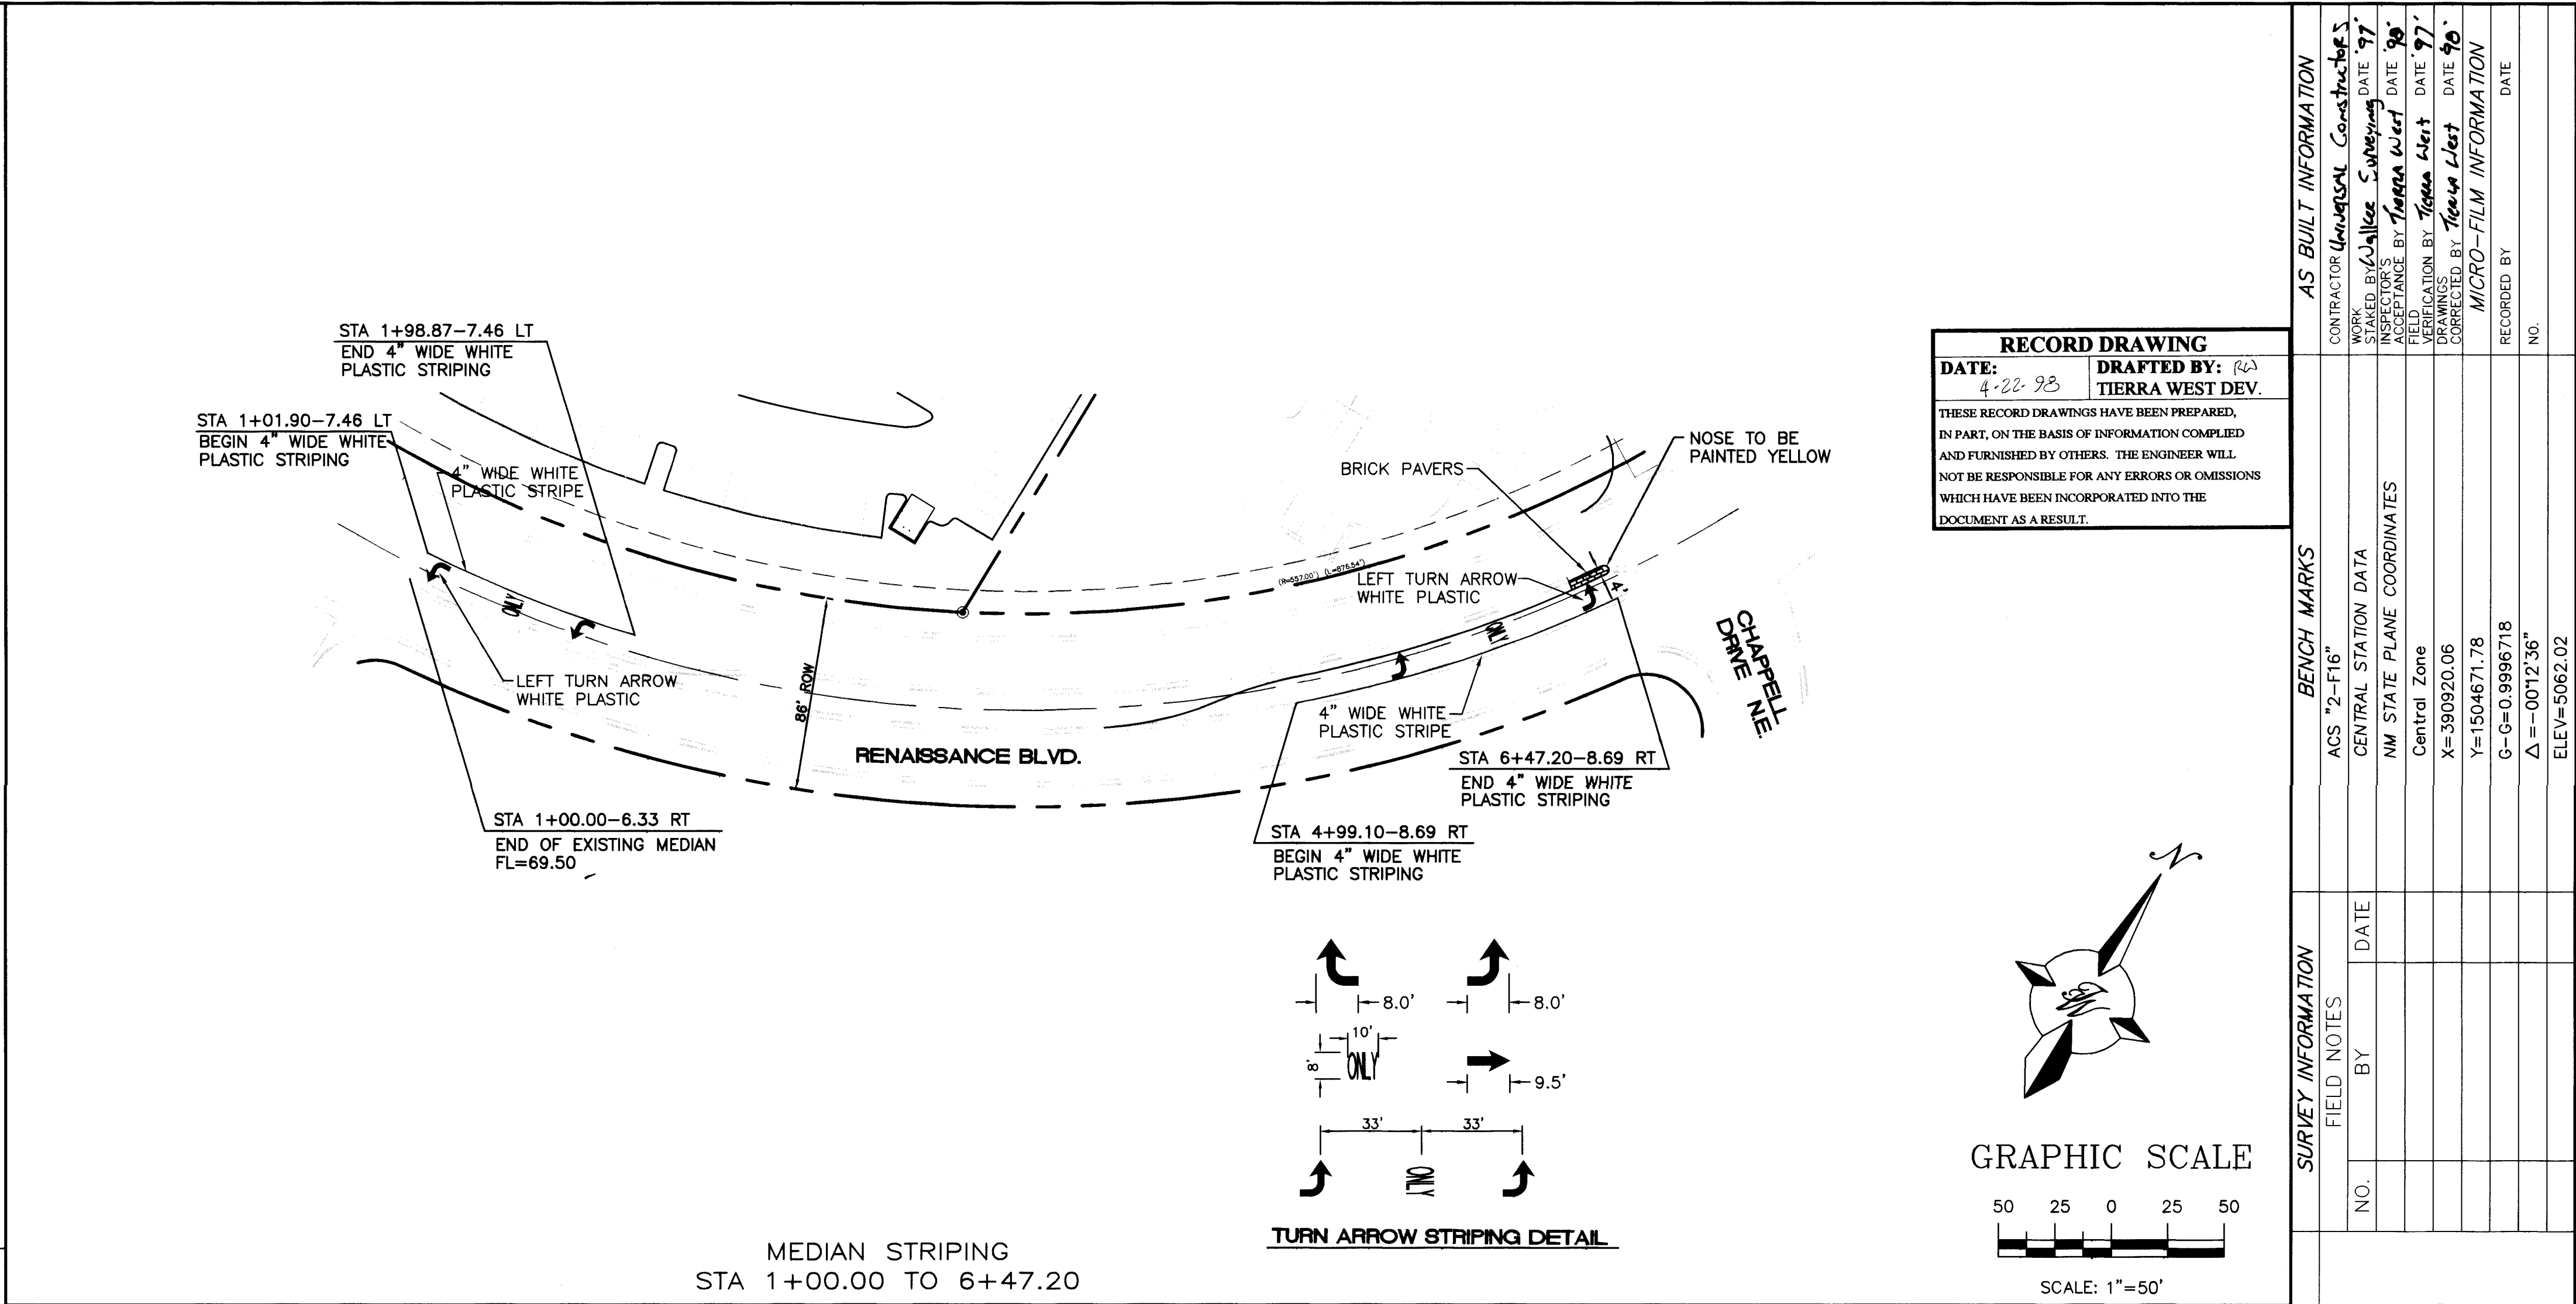 STA 1+98.87-7.46 LT
END 4" WIDE WHITE
PLASTIC STRIPING
STA 1+01.90-7.46 LT
BEGIN 4" WIDE WHITE
PLASTIC STRIPING
4" WIDE WHITE
PLASTIC STRIPE
ONLY
LEFT TURN ARROW
WHITE PLASTIC
STA 1+00.00-6.33 RT
END OF EXISTING MEDIAN
FL=69.50
86' ROW
RENAISSANCE BLVD.
(R=557.00') (L=676.54')
BRICK PAVERS
NOSE TO BE
PAINTED YELLOW
LEFT TURN ARROW
WHITE PLASTIC
4'
ONLY
4" WIDE WHITE
PLASTIC STRIPE
STA 6+47.20-8.69 RT
END 4" WIDE WHITE
PLASTIC STRIPING
STA 4+99.10-8.69 RT
BEGIN 4" WIDE WHITE
PLASTIC STRIPING
CHAPPELL
DRIVE N.E.
8.0'
8.0'
10'
8'
ONLY
9.5'
33'
33'
ONLY
TURN ARROW STRIPING DETAIL
MEDIAN STRIPING
STA 1+00.00 TO 6+47.20
RECORD DRAWING
DATE: 4-22-98
DRAFTED BY: RW
TIERRA WEST DEV.
THESE RECORD DRAWINGS HAVE BEEN PREPARED,
IN PART, ON THE BASIS OF INFORMATION COMPLIED
AND FURNISHED BY OTHERS. THE ENGINEER WILL
NOT BE RESPONSIBLE FOR ANY ERRORS OR OMISSIONS
WHICH HAVE BEEN INCORPORATED INTO THE
DOCUMENT AS A RESULT.
N
GRAPHIC SCALE
50 25 0 25 50
SCALE: 1"=50'
AS BUILT INFORMATION
CONTRACTOR Universal Constructors
WORK
STAKED BY Wallace Surveying DATE '97'
INSPECTOR'S
ACCEPTANCE BY Tierra West DATE '98'
FIELD
VERIFICATION BY Tierra West DATE '97'
DRAWINGS
CORRECTED BY Tierra West DATE '98'
MICRO-FILM INFORMATION
RECORDED BY DATE
NO.
BENCH MARKS
ACS "2-F16"
CENTRAL STATION DATA
NM STATE PLANE COORDINATES
Central Zone
X=390920.06
Y=1504671.78
G-G=0.9996718
Δ=-00°12'36"
ELEV=5062.02
SURVEY INFORMATION
FIELD NOTES
NO. BY DATE